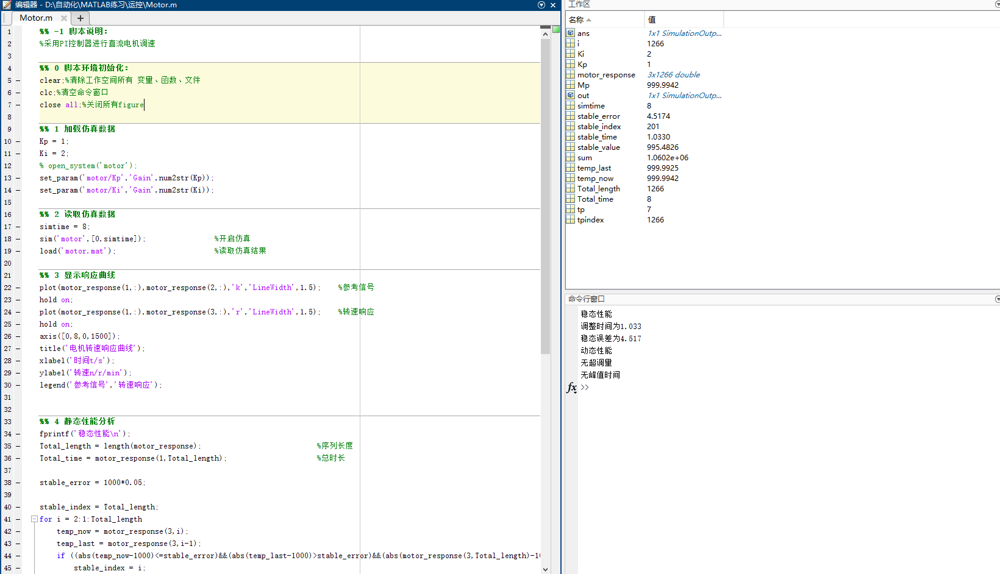 编辑器 - D:\自动化\MATLAB练习\运控\Motor.m
Motor.m
1 %% -1 脚本说明:
2 %采用PI控制器进行直流电机调速
3
4 %% 0 脚本环境初始化:
5 clear;%清除工作空间所有 变量、函数、文件
6 clc;%清空命令窗口
7 close all;%关闭所有figure
8
9 %% 1 加载仿真数据
10 Kp = 1;
11 Ki = 2;
12 % open_system('motor');
13 set_param('motor/Kp','Gain',num2str(Kp));
14 set_param('motor/Ki','Gain',num2str(Ki));
15
16 %% 2 读取仿真数据
17 simtime = 8;
18 sim('motor',[0,simtime]); %开启仿真
19 load('motor.mat'); %读取仿真结果
20
21 %% 3 显示响应曲线
22 plot(motor_response(1,:),motor_response(2,:),'k','LineWidth',1.5); %参考信号
23 hold on;
24 plot(motor_response(1,:),motor_response(3,:),'r','LineWidth',1.5); %转速响应
25 hold on;
26 axis([0,8,0,1500]);
27 title('电机转速响应曲线');
28 xlabel('时间t/s');
29 ylabel('转速n/r/min');
30 legend('参考信号','转速响应');
31
32
33 %% 4 静态性能分析
34 fprintf('稳态性能\n');
35 Total_length = length(motor_response); %序列长度
36 Total_time = motor_response(1,Total_length); %总时长
37
38 stable_error = 1000*0.05;
39
40 stable_index = Total_length;
41 for i = 2:1:Total_length
42 temp_now = motor_response(3,i);
43 temp_last = motor_response(3,i-1);
44 if ((abs(temp_now-1000)<=stable_error)&&(abs(temp_last-1000)>stable_error)&&(abs(motor_response(3,Total_length)-10
45 stable_index = i;
工作区
名称 值
ans 1x1 SimulationOutp...
i 1266
Ki 2
Kp 1
motor_response 3x1266 double
Mp 999.9942
out 1x1 SimulationOutp...
simtime 8
stable_error 4.5174
stable_index 201
stable_time 1.0330
stable_value 995.4826
sum 1.0602e+06
temp_last 999.9925
temp_now 999.9942
Total_length 1266
Total_time 8
tp 7
tpindex 1266
命令行窗口
稳态性能
调整时间为1.033
稳态误差为4.517
动态性能
无超调量
无峰值时间
fx >>